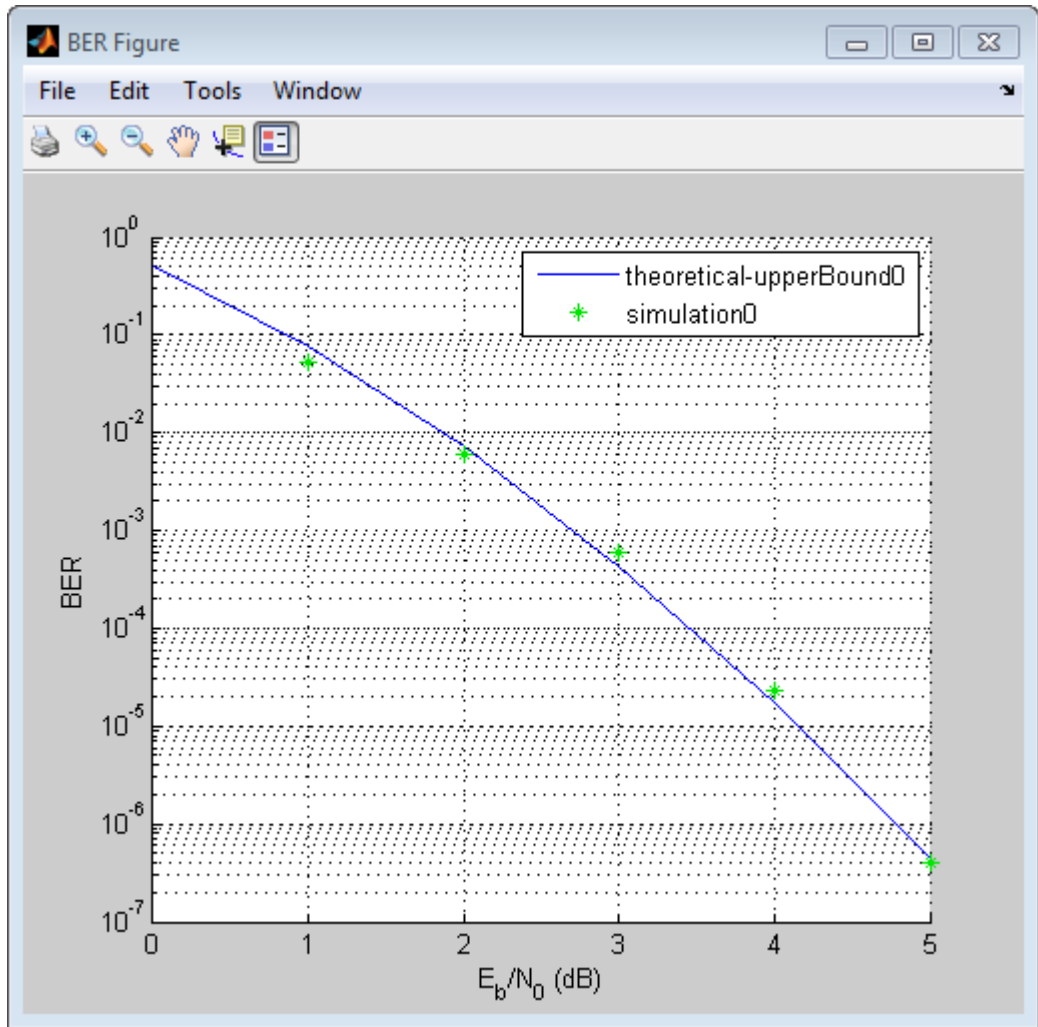 BER Figure
File Edit Tools Window
10^0
10^-1
10^-2
10^-3
10^-4
10^-5
10^-6
10^-7
BER
theoretical-upperBound0
simulation0
0 1 2 3 4 5
E_b/N_0 (dB)